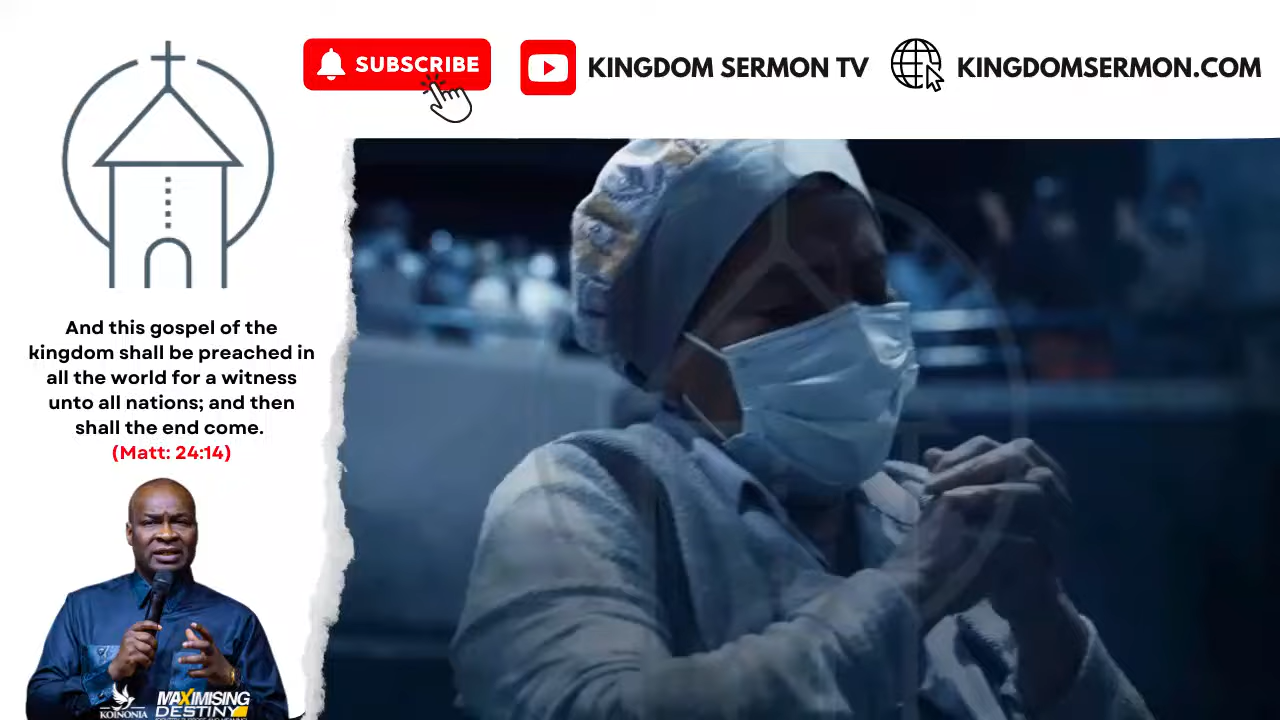 SUBSCRIBE
KINGDOM SERMON TV
KINGDOMSERMON.COM
And this gospel of the
kingdom shall be preached in
all the world for a witness
unto all nations; and then
shall the end come.
(Matt: 24:14)
KOINONIA
MAXIMISING
DESTINY